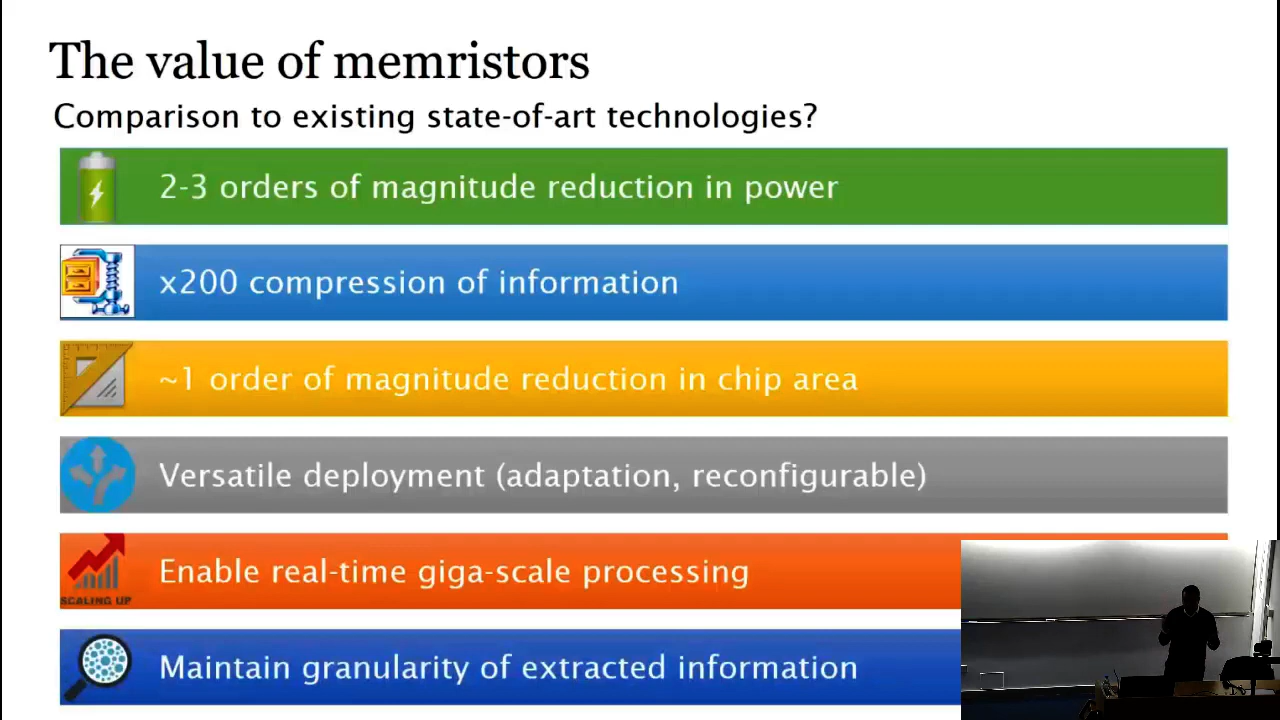 The value of memristors
Comparison to existing state-of-art technologies?
2-3 orders of magnitude reduction in power
x200 compression of information
~1 order of magnitude reduction in chip area
Versatile deployment (adaptation, reconfigurable)
Enable real-time giga-scale processing
SCALING UP
Maintain granularity of extracted information